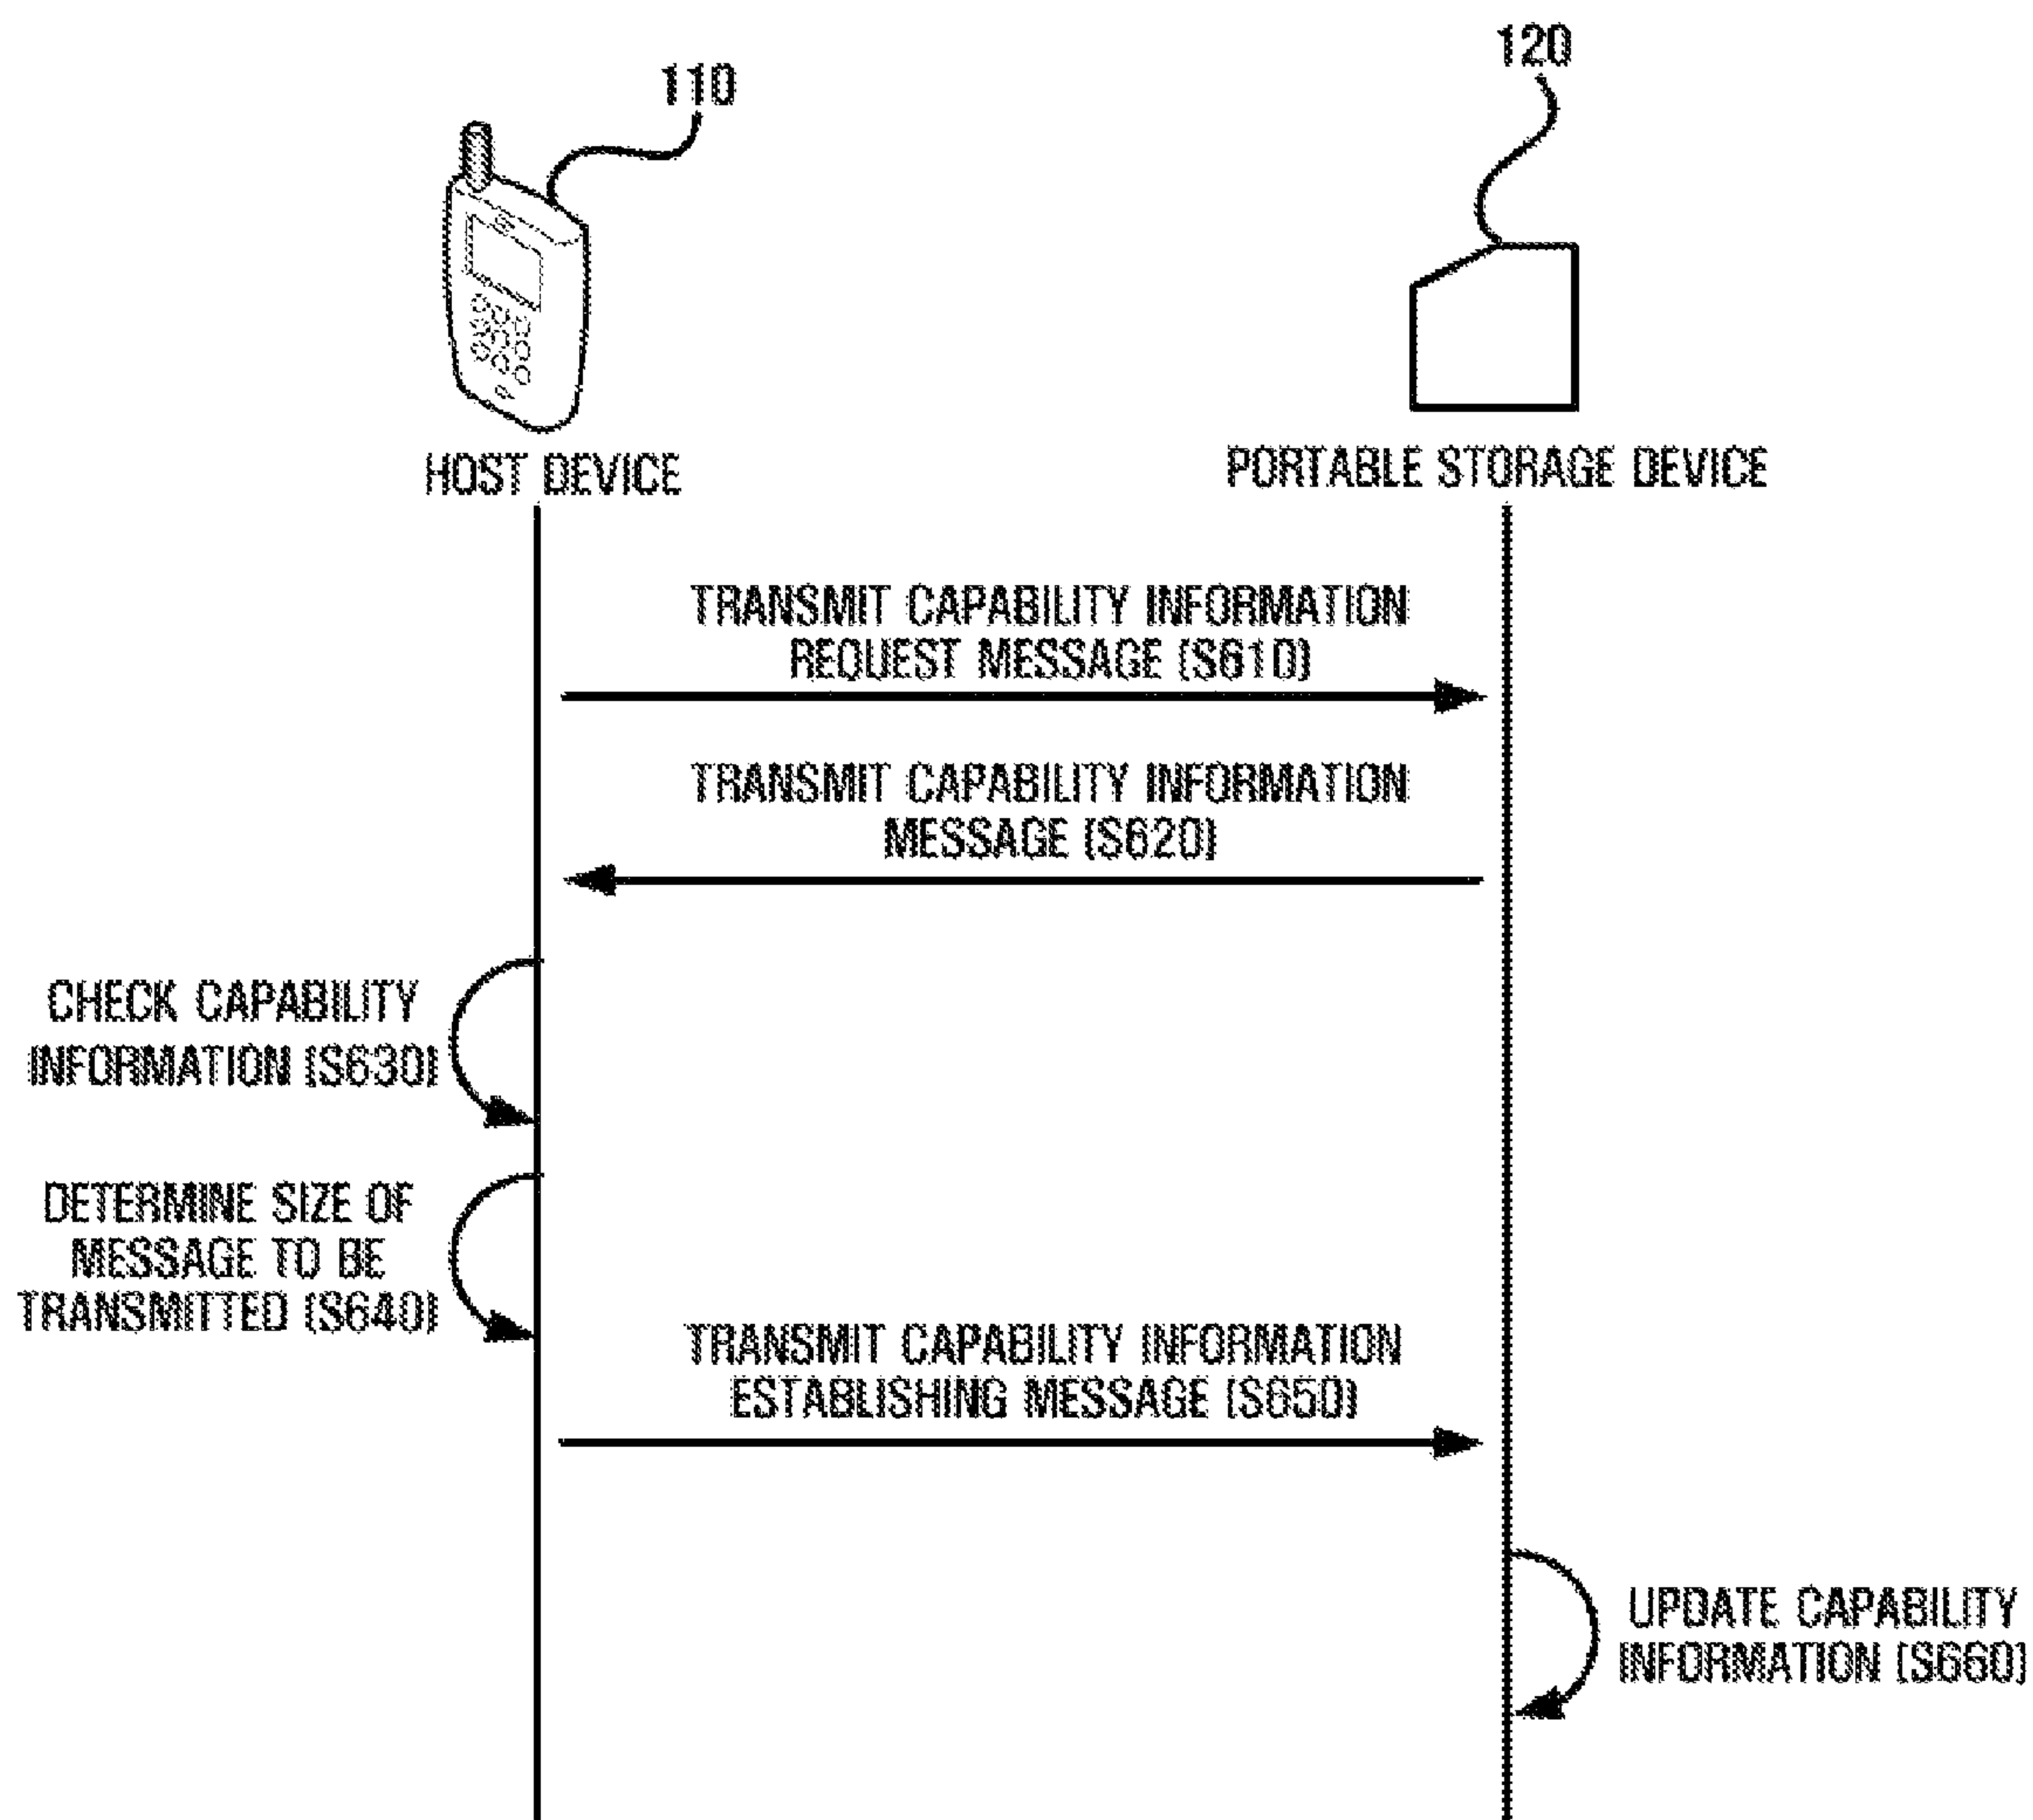 110
120
HOST DEVICE
PORTABLE STORAGE DEVICE
TRANSMIT CAPABILITY INFORMATION
REQUEST MESSAGE (S610)
TRANSMIT CAPABILITY INFORMATION
MESSAGE (S620)
CHECK CAPABILITY
INFORMATION (S630)
DETERMINE SIZE OF
MESSAGE TO BE
TRANSMITTED (S640)
TRANSMIT CAPABILITY INFORMATION
ESTABLISHING MESSAGE (S650)
UPDATE CAPABILITY
INFORMATION (S660)